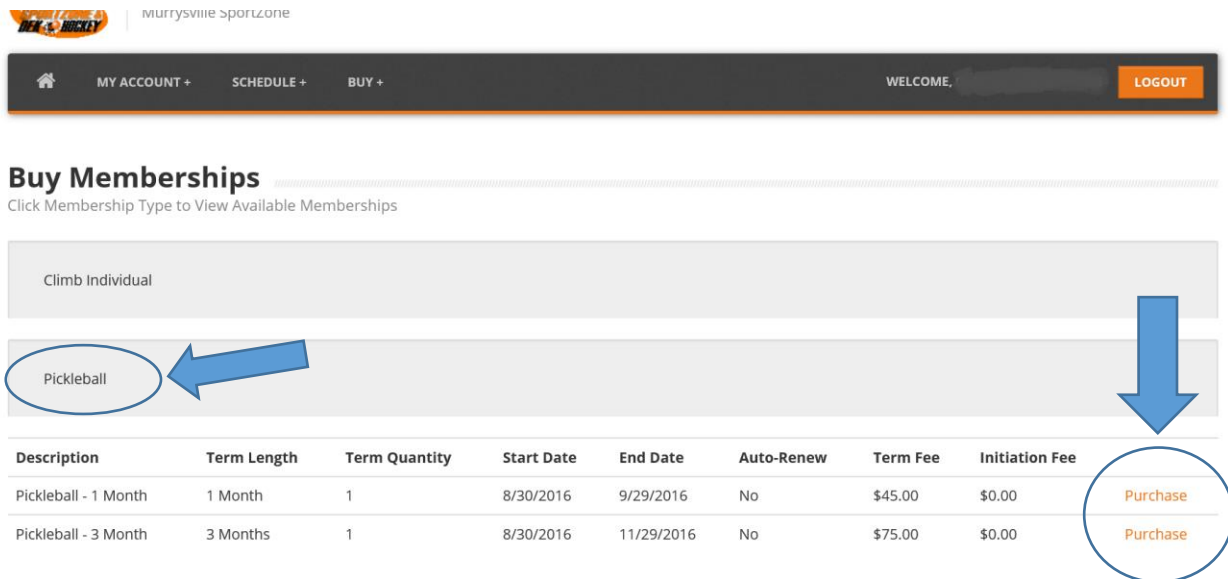 DEK HOCKEY
Murrysville SportZone
MY ACCOUNT + SCHEDULE + BUY + WELCOME, LOGOUT
Buy Memberships
Click Membership Type to View Available Memberships
Climb Individual
Pickleball
Description Term Length Term Quantity Start Date End Date Auto-Renew Term Fee Initiation Fee
Pickleball - 1 Month 1 Month 1 8/30/2016 9/29/2016 No $45.00 $0.00 Purchase
Pickleball - 3 Month 3 Months 1 8/30/2016 11/29/2016 No $75.00 $0.00 Purchase